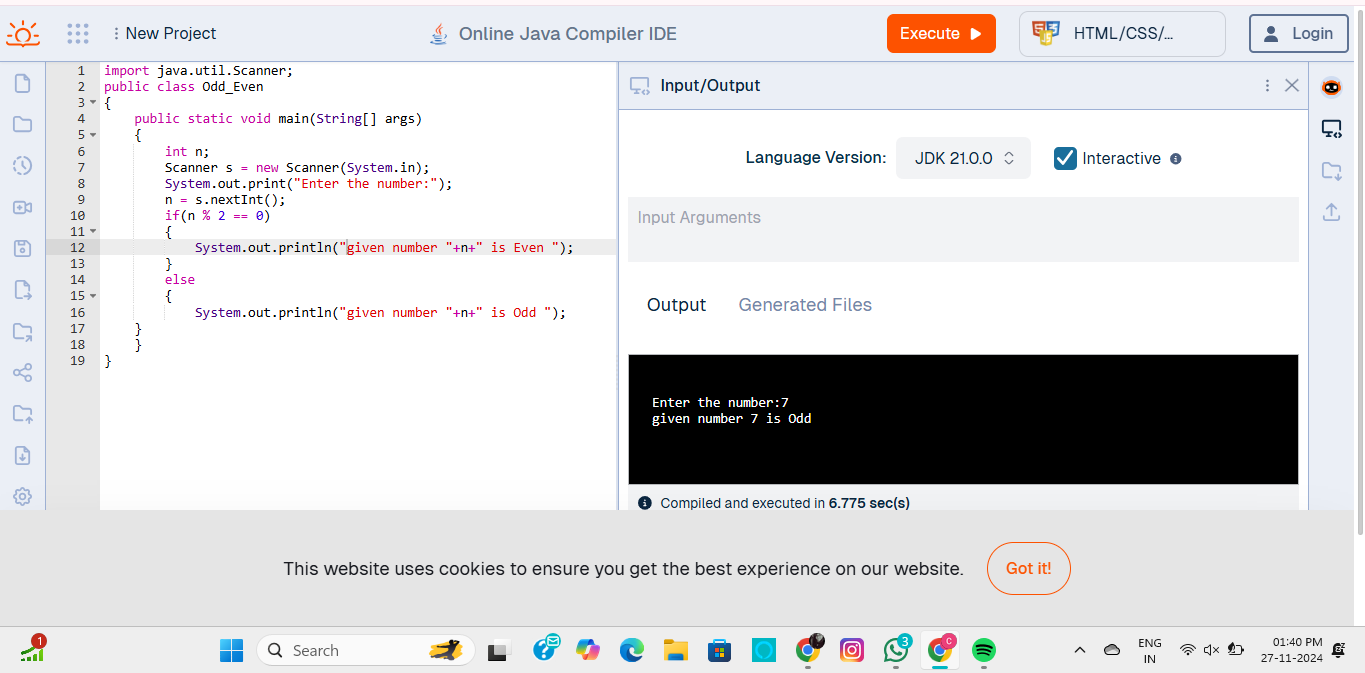 New Project
Online Java Compiler IDE
Execute
HTML/CSS/...
Login
1 import java.util.Scanner;
2 public class Odd_Even
3 {
4     public static void main(String[] args)
5     {
6         int n;
7         Scanner s = new Scanner(System.in);
8         System.out.print("Enter the number:");
9         n = s.nextInt();
10         if(n % 2 == 0)
11         {
12             System.out.println("given number "+n+" is Even ");
13         }
14         else
15         {
16             System.out.println("given number "+n+" is Odd ");
17     }
18     }
19 }
Input/Output
Language Version:
JDK 21.0.0
Interactive
Input Arguments
Output
Generated Files
Enter the number:7
given number 7 is Odd
Compiled and executed in 6.775 sec(s)
This website uses cookies to ensure you get the best experience on our website.
Got it!
1
Search
3
C
ENG
IN
01:40 PM
27-11-2024